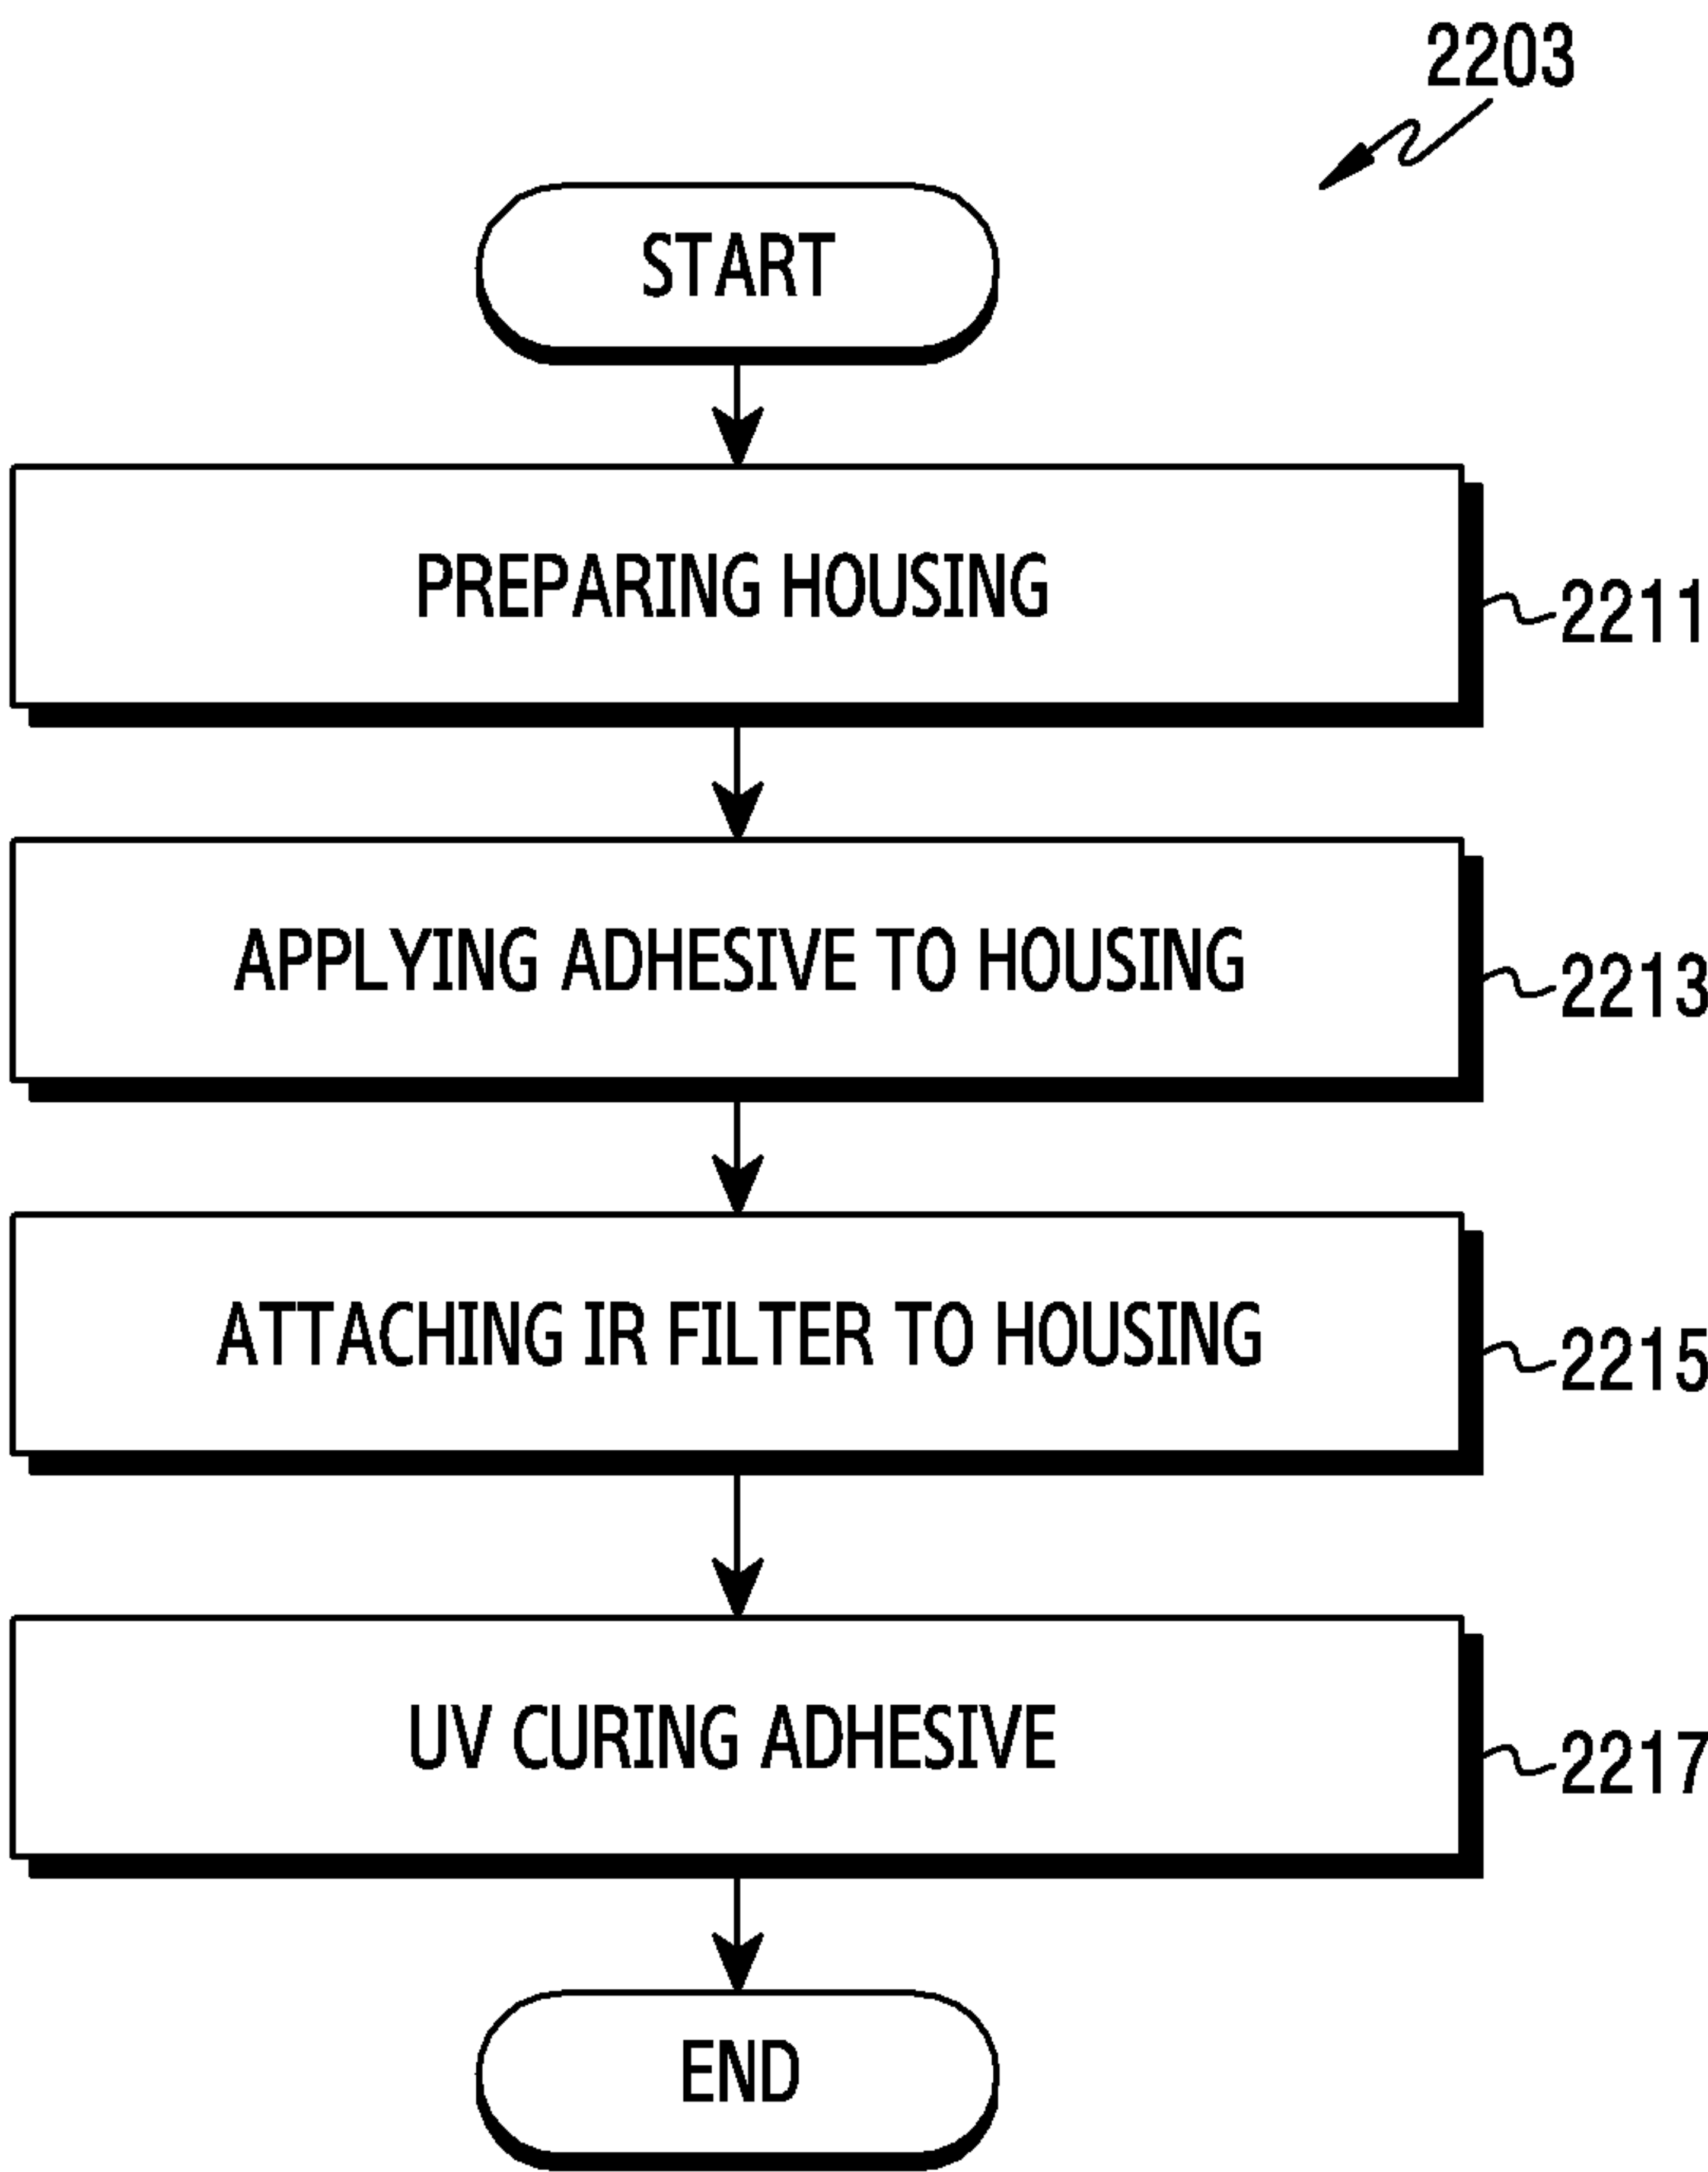 2203
START
PREPARING HOUSING
2211
APPLYING ADHESIVE TO HOUSING
2213
ATTACHING IR FILTER TO HOUSING
2215
UV CURING ADHESIVE
2217
END